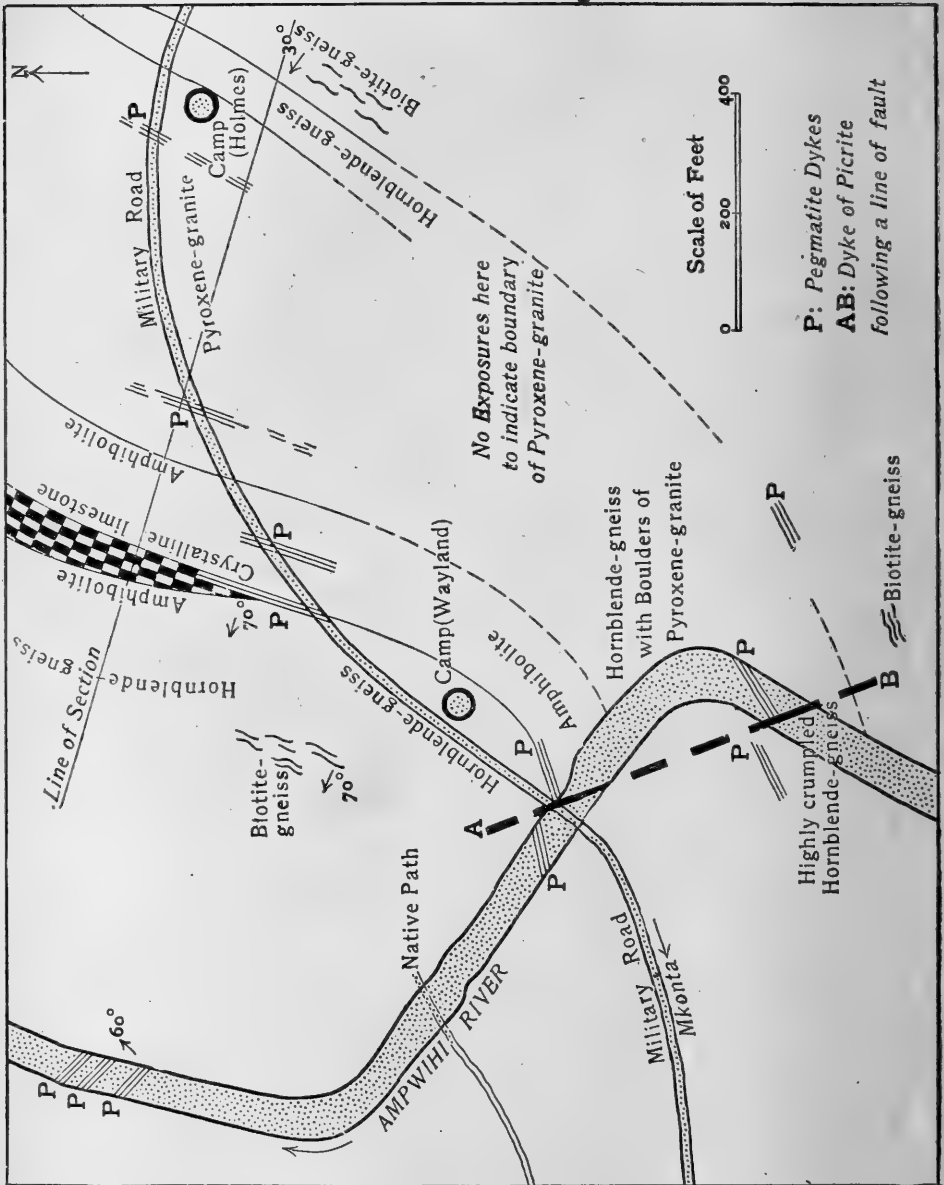 N
30°
Biotite-gneiss
Hornblende-gneiss
P
Camp
(Holmes)
Military Road
Pyroxene-granite
P
Amphibolite
Crystalline limestone
Amphibolite
Hornblende-
gneiss
Line of Section
70°
P
P
Biotite-
gneiss
70°
No Exposures here
to indicate boundary
of Pyroxene-granite
Scale of Feet
0 200 400
P: Pegmatite Dykes
AB: Dyke of Picrite
following a line of fault
Camp (Wayland)
Hornblende-gneiss
Amphibolite
Hornblende-gneiss
with Boulders of
Pyroxene-granite
P
Biotite-gneiss
P
P
A
B
P
P
Highly crumpled
Hornblende-gneiss
Native Path
AMPWIHI RIVER
Military Road
Mkonta
60°
P
P
P